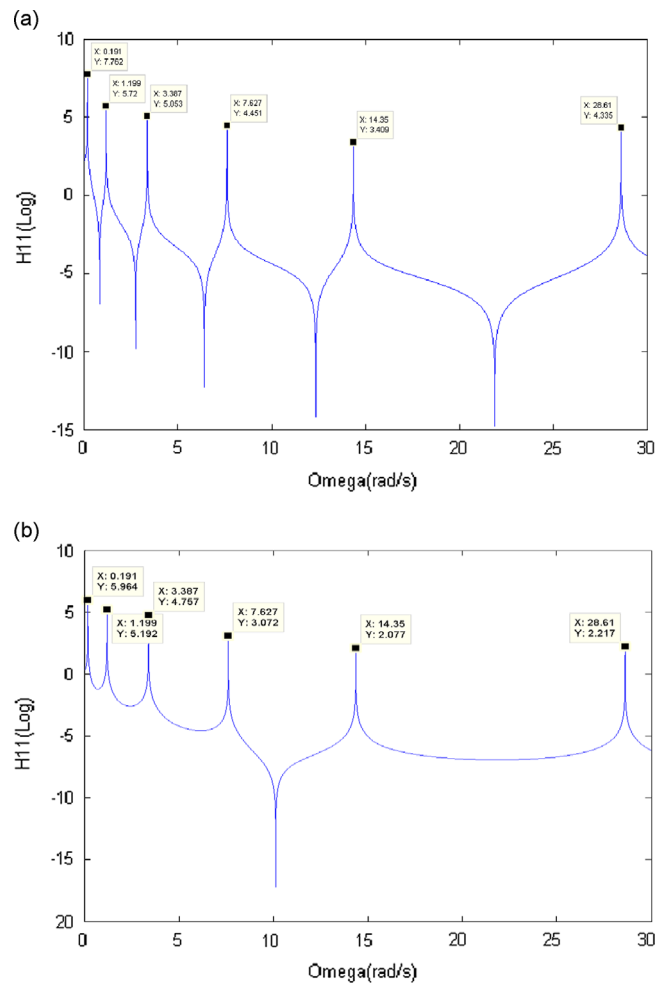 (a)
10
5
0
-5
-10
-15
H11(Log)
X: 0.191
Y: 7.762
X: 1.199
Y: 5.72
X: 3.387
Y: 5.053
X: 7.627
Y: 4.451
X: 14.35
Y: 3.409
X: 28.61
Y: 4.335
0 5 10 15 20 25 30
Omega(rad/s)
(b)
10
5
0
-5
-10
-15
20
H11(Log)
X: 0.191
Y: 5.964
X: 1.199
Y: 5.192
X: 3.387
Y: 4.757
X: 7.627
Y: 3.072
X: 14.35
Y: 2.077
X: 28.61
Y: 2.217
0 5 10 15 20 25 30
Omega(rad/s)